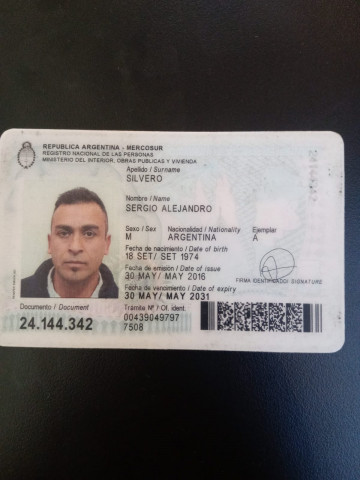 REPUBLICA ARGENTINA - MERCOSUR
REGISTRO NACIONAL DE LAS PERSONAS
MINISTERIO DEL INTERIOR, OBRAS PUBLICAS Y VIVIENDA
Apellido / Surname
SILVERO
Nombre / Name
SERGIO ALEJANDRO
Sexo / Sex Nacionalidad / Nationality Ejemplar
M ARGENTINA A
Fecha de nacimiento / Date of birth
18 SET/ SET 1974
Fecha de emisión / Date of issue
30 MAY/ MAY 2016
FIRMA IDENTIFICADO/ SIGNATURE
Fecha de vencimiento / Date of expiry
30 MAY/ MAY 2031
Documento / Document
24.144.342
Trámite Nº / Of. ident.
00439049797
7508